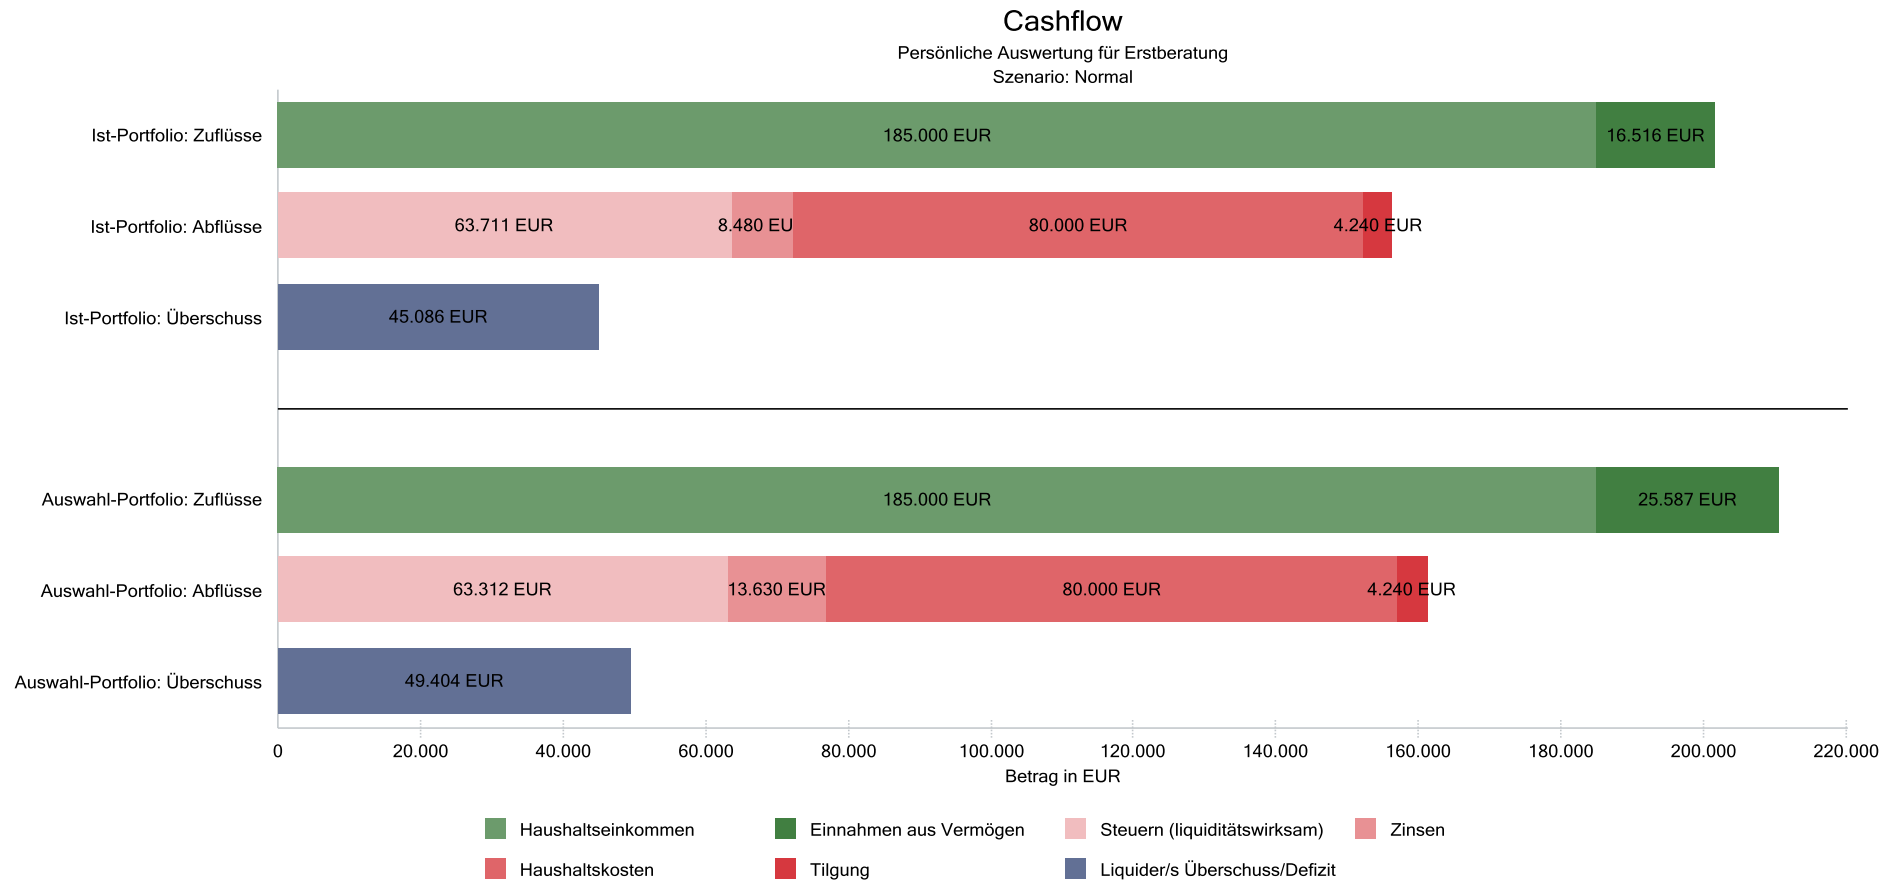 Cashflow
Persönliche Auswertung für Erstberatung
Szenario: Normal
Ist-Portfolio: Zuflüsse
185.000 EUR
16.516 EUR
Ist-Portfolio: Abflüsse
63.711 EUR
8.480 EU
80.000 EUR
4.240 EUR
Ist-Portfolio: Überschuss
45.086 EUR
Auswahl-Portfolio: Zuflüsse
185.000 EUR
25.587 EUR
Auswahl-Portfolio: Abflüsse
63.312 EUR
13.630 EUR
80.000 EUR
4.240 EUR
Auswahl-Portfolio: Überschuss
49.404 EUR
0 20.000 40.000 60.000 80.000 100.000 120.000 140.000 160.000 180.000 200.000 220.000
Betrag in EUR
Haushaltseinkommen
Einnahmen aus Vermögen
Steuern (liquiditätswirksam)
Zinsen
Haushaltskosten
Tilgung
Liquider/s Überschuss/Defizit